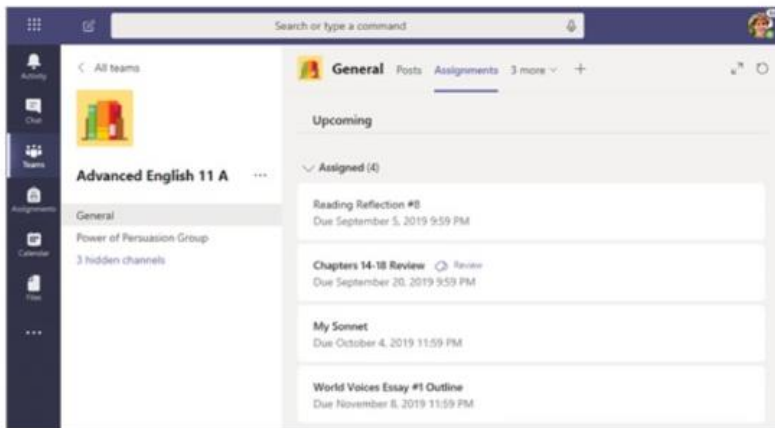 Search or type a command
Activity
Chat
Teams
Assignments
Calendar
Files
All teams
Advanced English 11 A
General
Power of Persuasion Group
3 hidden channels
General Posts Assignments 3 more
Upcoming
Assigned (4)
Reading Reflection #8
Due September 5, 2019 9:59 PM
Chapters 14-18 Review Review
Due September 20, 2019 9:59 PM
My Sonnet
Due October 4, 2019 11:59 PM
World Voices Essay #1 Outline
Due November 8, 2019 11:59 PM